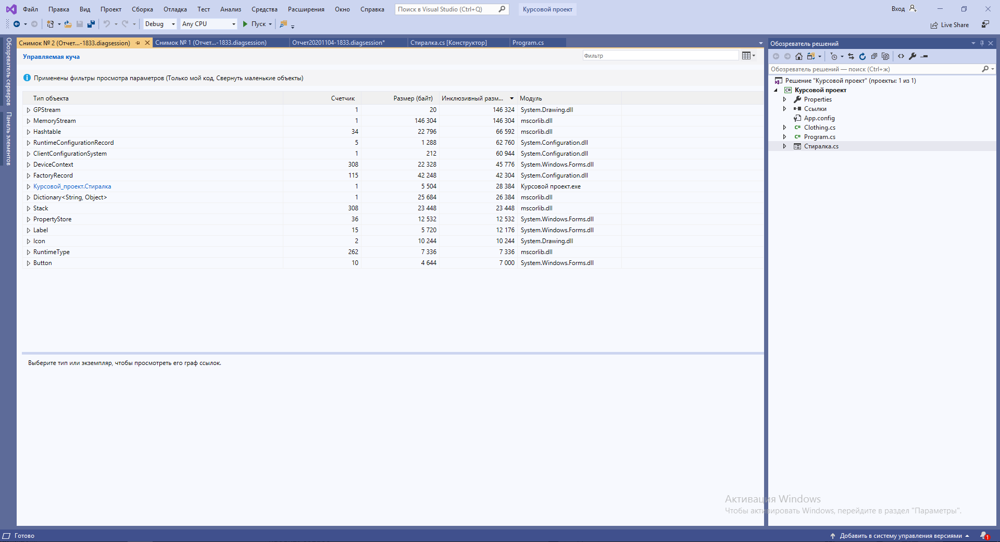 Файл Правка Вид Проект Сборка Отладка Тест Анализ Средства Расширения Окно Справка Поиск в Visual Studio (Ctrl+Q) Курсовой проект Вход
Debug Any CPU Пуск Live Share
Обозреватель серверов
Панель элементов
Снимок № 2 (Отчет...-1833.diagsession) Снимок № 1 (Отчет...-1833.diagsession) Отчет20201104-1833.diagsession* Стиралка.cs [Конструктор] Program.cs
Управляемая куча Фильтр
Применены фильтры просмотра параметров (Только мой код, Свернуть маленькие объекты)
Тип объекта Счетчик Размер (байт) Инклюзивный разм... Модуль
GPStream 1 20 146 324 System.Drawing.dll
MemoryStream 1 146 304 146 304 mscorlib.dll
Hashtable 34 22 796 66 592 mscorlib.dll
RuntimeConfigurationRecord 5 1 288 62 760 System.Configuration.dll
ClientConfigurationSystem 1 212 60 944 System.Configuration.dll
DeviceContext 308 22 328 45 776 System.Windows.Forms.dll
FactoryRecord 115 42 248 42 304 System.Configuration.dll
Курсовой_проект.Стиралка 1 5 504 28 384 Курсовой проект.exe
Dictionary<String, Object> 1 25 684 26 384 mscorlib.dll
Stack 308 23 448 23 448 mscorlib.dll
PropertyStore 36 12 532 12 532 System.Windows.Forms.dll
Label 15 5 720 12 176 System.Windows.Forms.dll
Icon 2 10 244 10 244 System.Drawing.dll
RuntimeType 262 7 336 7 336 mscorlib.dll
Button 10 4 644 7 000 System.Windows.Forms.dll
Выберите тип или экземпляр, чтобы просмотреть его граф ссылок.
Обозреватель решений
Обозреватель решений — поиск (Ctrl+ж)
Решение "Курсовой проект" (проекты: 1 из 1)
C# Курсовой проект
Properties
Ссылки
App.config
C# Clothing.cs
C# Program.cs
Стиралка.cs
Активация Windows
Чтобы активировать Windows, перейдите в раздел "Параметры".
Готово Добавить в систему управления версиями 1